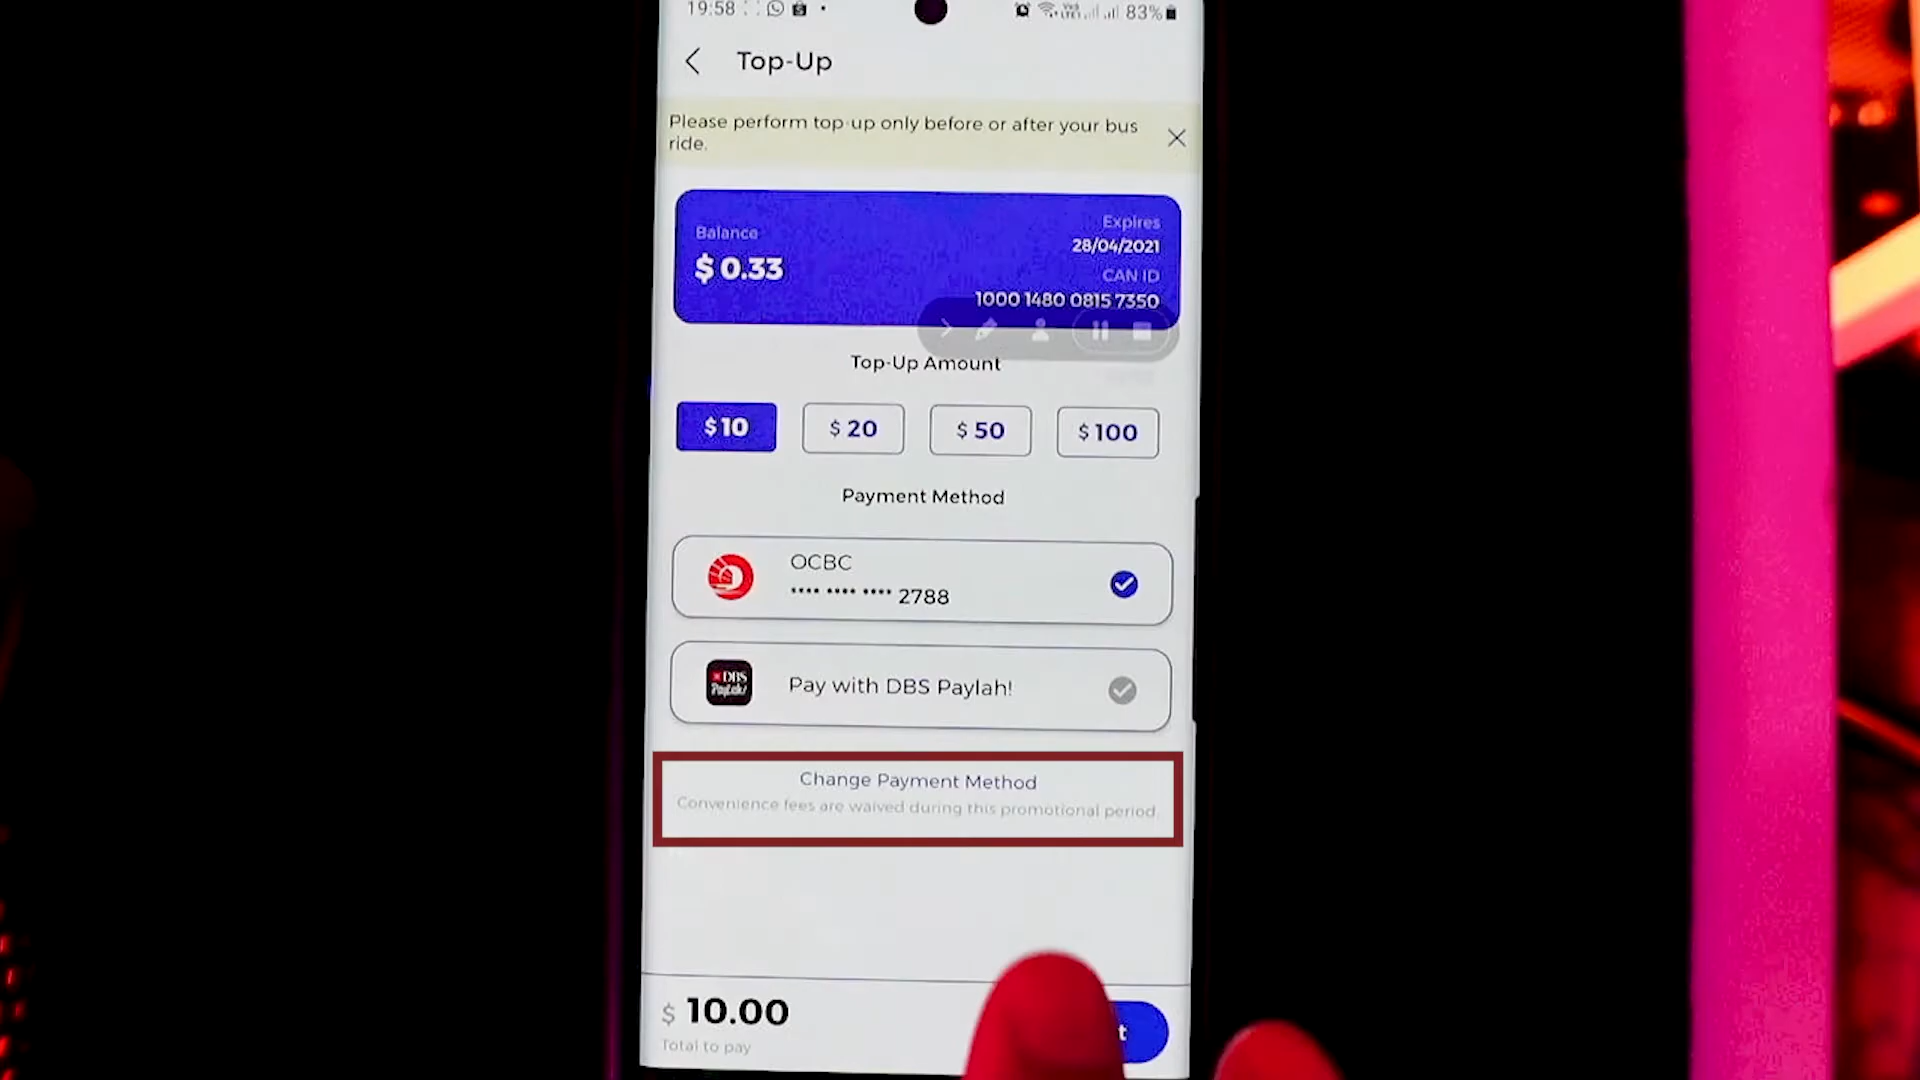 19:58
83%
Top-Up
Please perform top-up only before or after your bus
ride.
Balance
$ 0.33
Expires
28/04/2021
CAN ID
1000 1480 0815 7350
Top-Up Amount
$ 10
$ 20
$ 50
$ 100
Payment Method
OCBC
**** **** **** 2788
DBS
PayLah!
Pay with DBS Paylah!
Change Payment Method
Convenience fees are waived during this promotional period.
$ 10.00
Total to pay
t